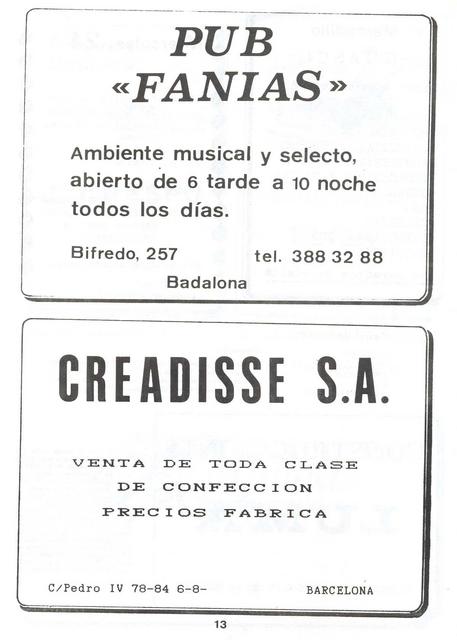 PUB
«FANIAS»
Ambiente musical y selecto,
abierto de 6 tarde a 10 noche
todos los días.
Bifredo, 257 tel. 388 32 88
Badalona
CREADISSE S.A.
VENTA DE TODA CLASE
DE CONFECCION
PRECIOS FABRICA
C/Pedro IV 78-84 6-8- BARCELONA
13